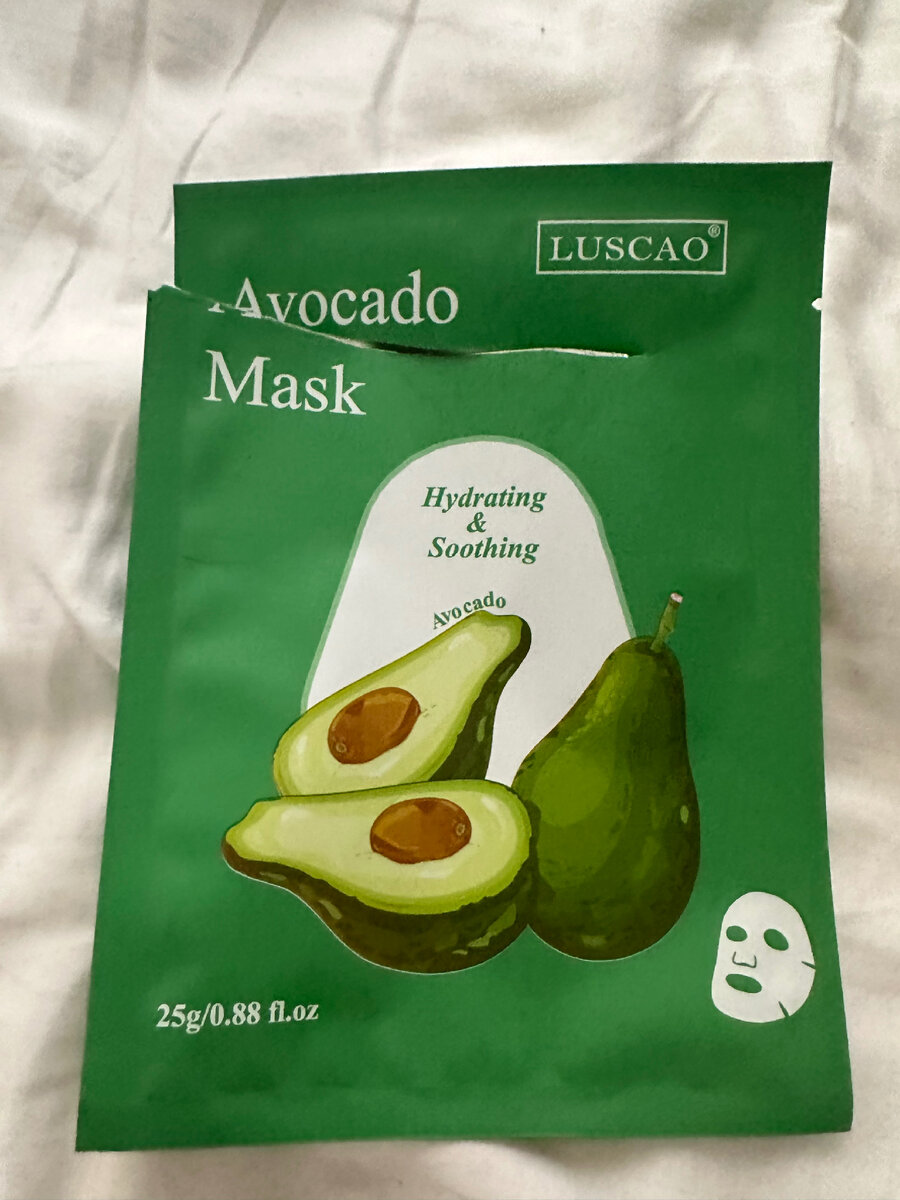 LUSCAO®
Avocado
Mask
Hydrating
&
Soothing
Avocado
25g/0.88 fl.oz